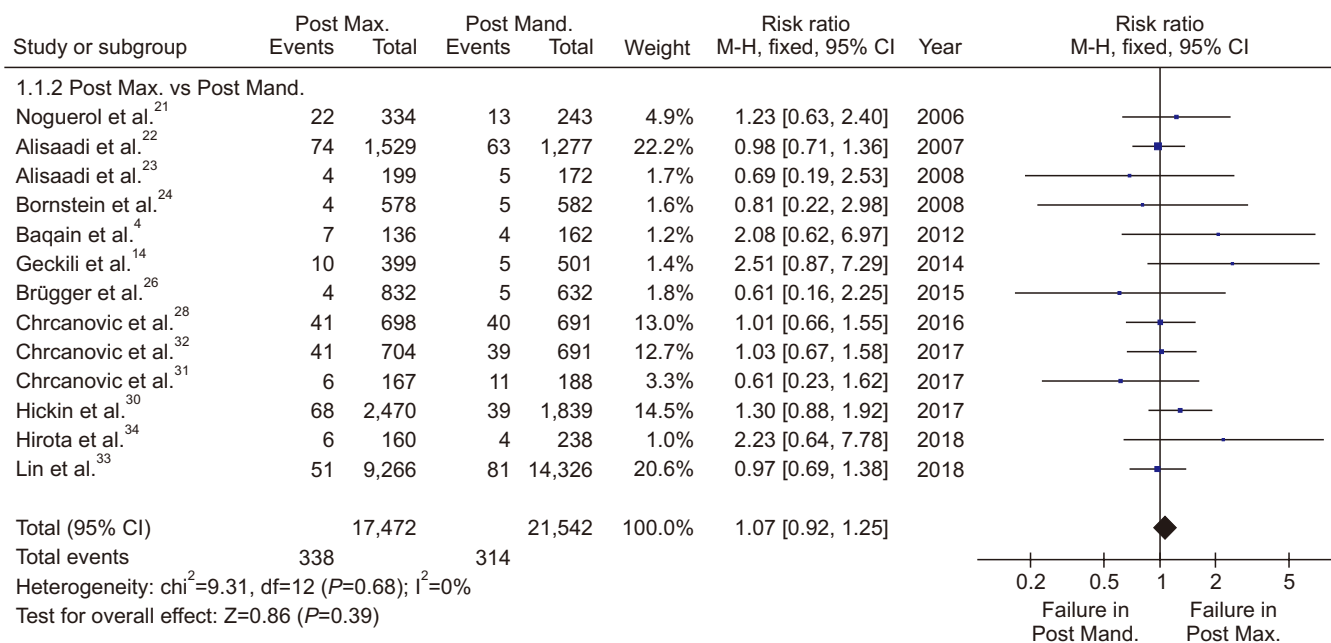 Post Max. Post Mand. Risk ratio Risk ratio
Study or subgroup Events Total Events Total Weight M-H, fixed, 95% CI Year M-H, fixed, 95% CI
1.1.2 Post Max. vs Post Mand.
Noguerol et al.21 22 334 13 243 4.9% 1.23 [0.63, 2.40] 2006
Alisaadi et al.22 74 1,529 63 1,277 22.2% 0.98 [0.71, 1.36] 2007
Alisaadi et al.23 4 199 5 172 1.7% 0.69 [0.19, 2.53] 2008
Bornstein et al.24 4 578 5 582 1.6% 0.81 [0.22, 2.98] 2008
Baqain et al.4 7 136 4 162 1.2% 2.08 [0.62, 6.97] 2012
Geckili et al.14 10 399 5 501 1.4% 2.51 [0.87, 7.29] 2014
Brügger et al.26 4 832 5 632 1.8% 0.61 [0.16, 2.25] 2015
Chrcanovic et al.28 41 698 40 691 13.0% 1.01 [0.66, 1.55] 2016
Chrcanovic et al.32 41 704 39 691 12.7% 1.03 [0.67, 1.58] 2017
Chrcanovic et al.31 6 167 11 188 3.3% 0.61 [0.23, 1.62] 2017
Hickin et al.30 68 2,470 39 1,839 14.5% 1.30 [0.88, 1.92] 2017
Hirota et al.34 6 160 4 238 1.0% 2.23 [0.64, 7.78] 2018
Lin et al.33 51 9,266 81 14,326 20.6% 0.97 [0.69, 1.38] 2018
Total (95% CI) 17,472 21,542 100.0% 1.07 [0.92, 1.25]
Total events 338 314
Heterogeneity: chi2=9.31, df=12 (P=0.68); I2=0%
Test for overall effect: Z=0.86 (P=0.39)
0.2 0.5 1 2 5
Failure in Failure in
Post Mand. Post Max.